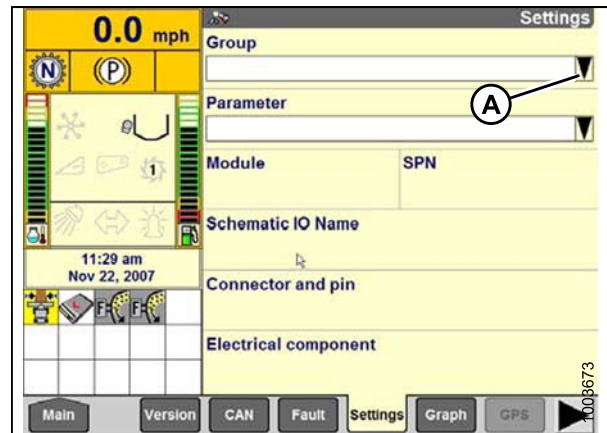 0.0 mph
Settings
Group
N
(P)
A
Parameter
1
Module
SPN
Schematic IO Name
11:29 am
Nov 22, 2007
Connector and pin
L
F
F
Electrical component
1003673
Main
Version
CAN
Fault
Settings
Graph
GPS